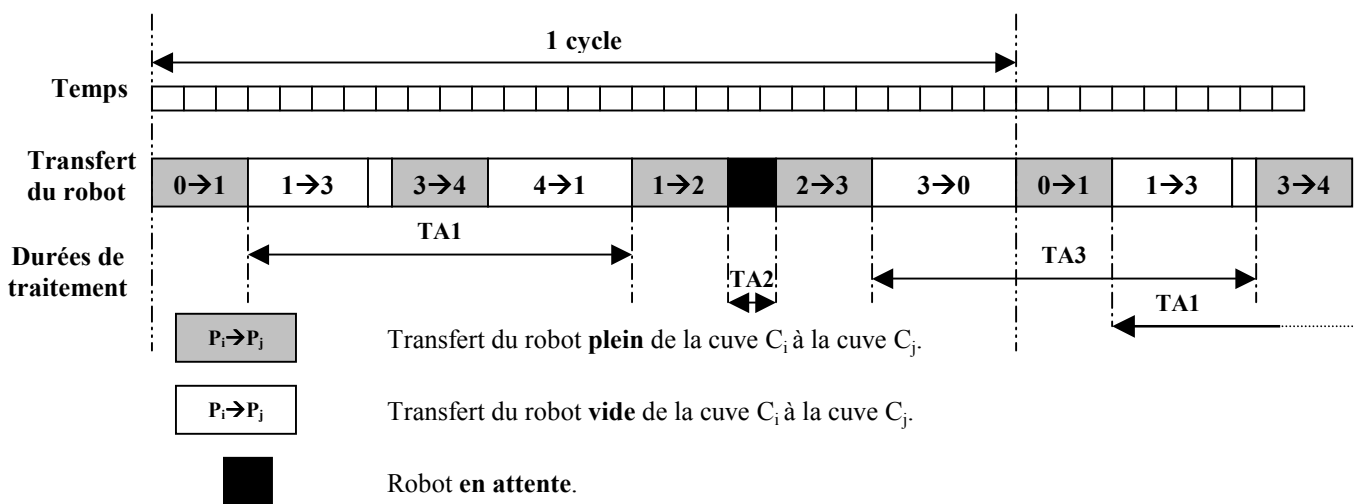 1 cycle
Temps
Transfert du robot
0→1 1→3 3→4 4→1 1→2 2→3 3→0 0→1 1→3 3→4
TA1
TA3
Durées de traitement
TA2
TA1
Pi→Pj Transfert du robot plein de la cuve Ci à la cuve Cj.
Pi→Pj Transfert du robot vide de la cuve Ci à la cuve Cj.
Robot en attente.